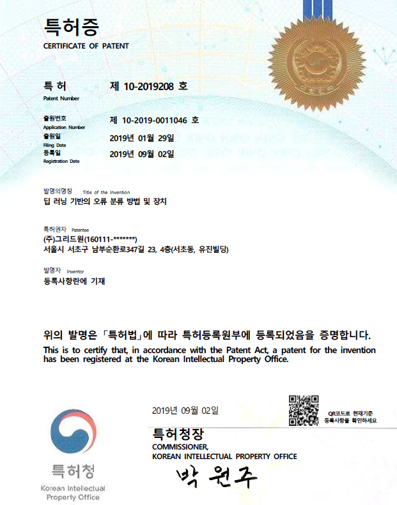 특허증
CERTIFICATE OF PATENT
특 허 제 10-2019208 호
Patent Number
출원번호 제 10-2019-0011046 호
Application Number
출원일 2019년 01월 29일
Filing Date
등록일 2019년 09월 02일
Registration Date
발명의명칭 Title of the Invention
딥 러닝 기반의 오류 분류 방법 및 장치
특허권자 Patentee
(주)그리드원(160111-*******)
서울시 서초구 남부순환로347길 23, 4층(서초동, 유진빌딩)
발명자 Inventor
등록사항란에 기재
위의 발명은 「특허법」에 따라 특허등록원부에 등록되었음을 증명합니다.
This is to certify that, in accordance with the Patent Act, a patent for the invention
has been registered at the Korean Intellectual Property Office.
2019년 09월 02일
QR코드로 현재기준
등록사항을 확인하세요
특허청장
COMMISSIONER,
KOREAN INTELLECTUAL PROPERTY OFFICE
박원주
특허청
Korean Intellectual
Property Office